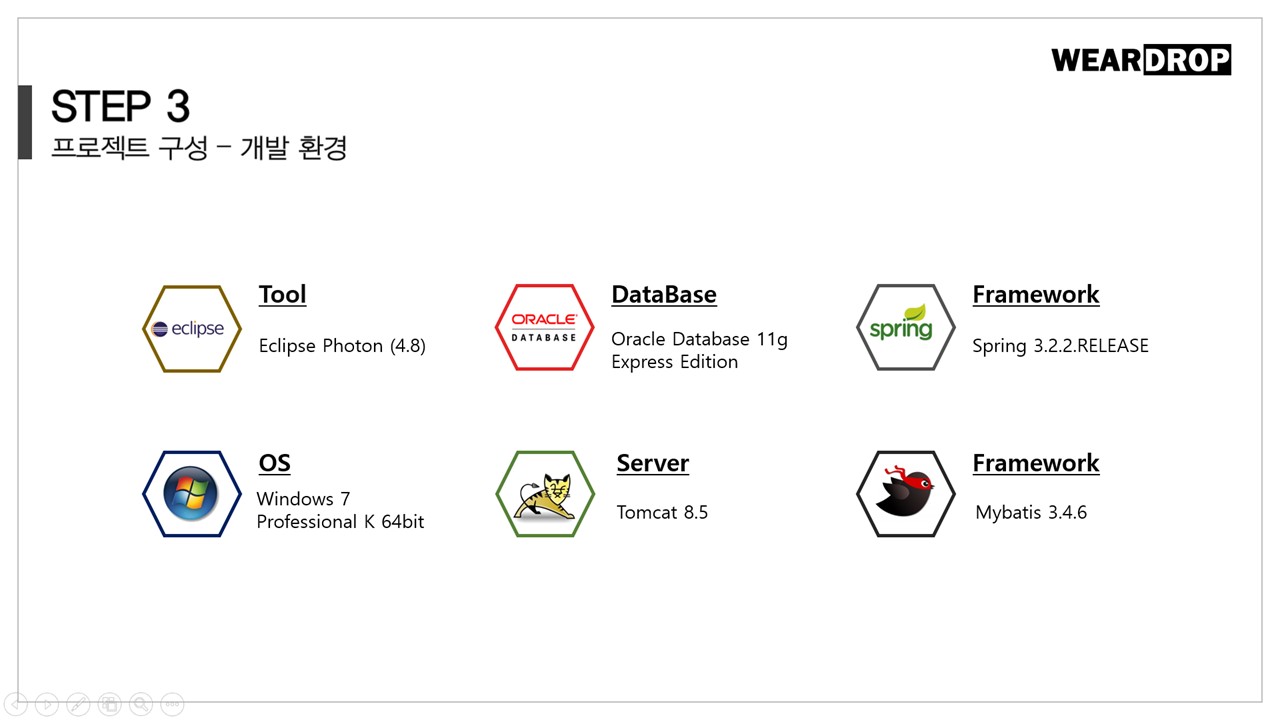 WEARDROP
STEP 3
프로젝트 구성 – 개발 환경
eclipse
Tool
Eclipse Photon (4.8)
ORACLE
DATABASE
DataBase
Oracle Database 11g
Express Edition
spring
Framework
Spring 3.2.2.RELEASE
OS
Windows 7
Professional K 64bit
Server
Tomcat 8.5
Framework
Mybatis 3.4.6